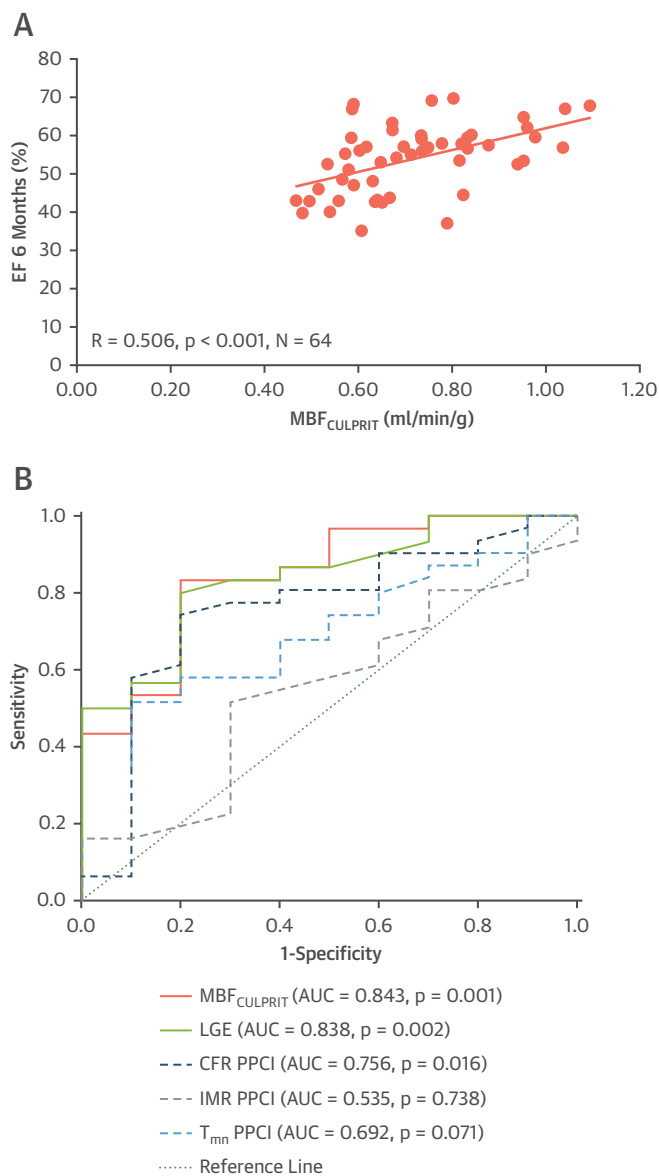 A
80
70
60
50
40
30
20
10
0
EF 6 Months (%)
R = 0.506, p < 0.001, N = 64
0.00 0.20 0.40 0.60 0.80 1.00 1.20
MBF_CULPRIT (ml/min/g)
B
1.0
0.8
0.6
0.4
0.2
0.0
Sensitivity
0.0 0.2 0.4 0.6 0.8 1.0
1-Specificity
MBF_CULPRIT (AUC = 0.843, p = 0.001)
LGE (AUC = 0.838, p = 0.002)
CFR PPCI (AUC = 0.756, p = 0.016)
IMR PPCI (AUC = 0.535, p = 0.738)
T_mn PPCI (AUC = 0.692, p = 0.071)
Reference Line